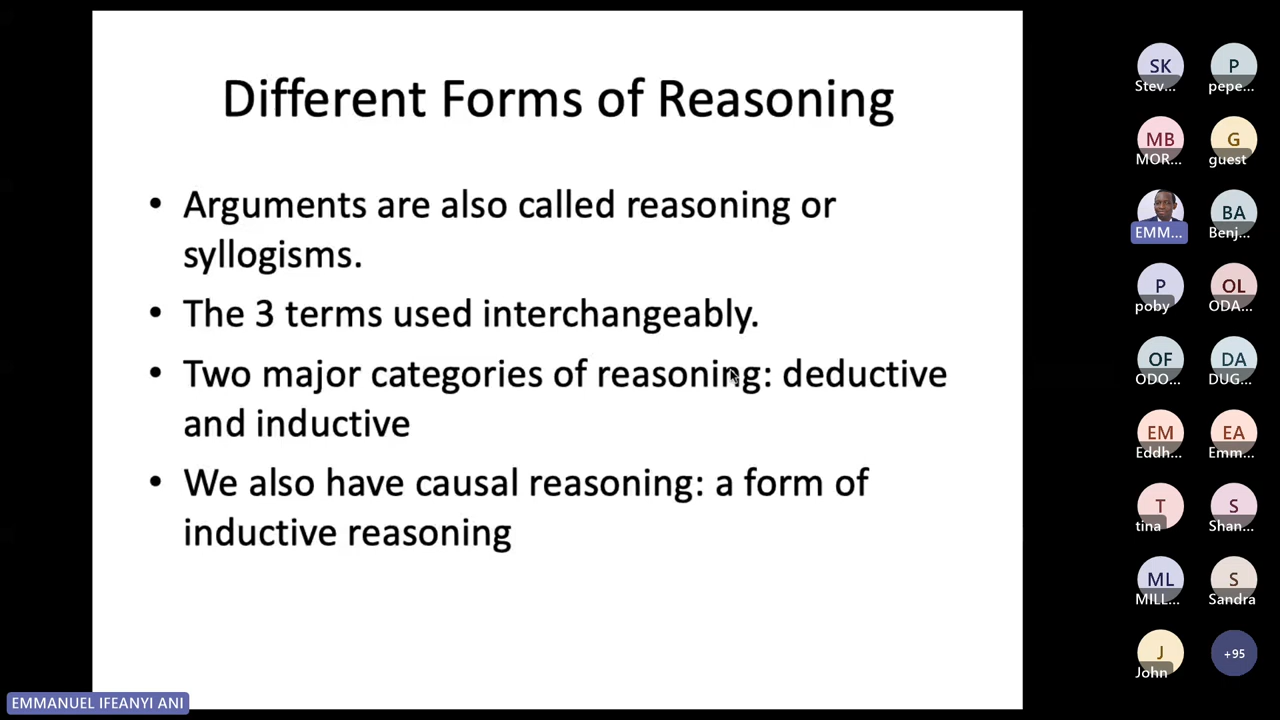 Different Forms of Reasoning
• Arguments are also called reasoning or
syllogisms.
• The 3 terms used interchangeably.
• Two major categories of reasoning: deductive
and inductive
• We also have causal reasoning: a form of
inductive reasoning
SK
Stev...
P
pepe...
MB
MOR...
G
guest
EMM...
BA
Benj...
P
poby
OL
ODA...
OF
ODO...
DA
DUG...
EM
Eddh...
EA
Emm...
T
tina
S
Shan...
ML
MILL...
S
Sandra
J
John
+95
EMMANUEL IFEANYI ANI